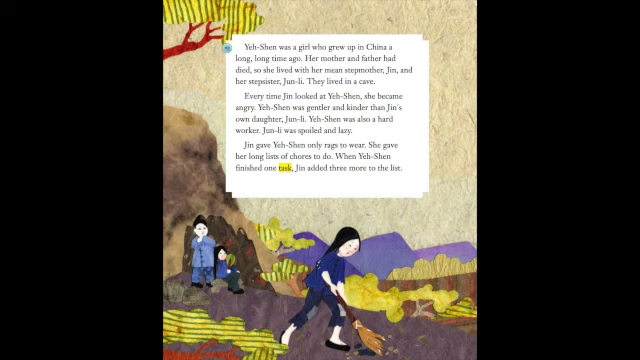 Yeh-Shen was a girl who grew up in China a
long, long time ago. Her mother and father had
died, so she lived with her mean stepmother, Jin, and
her stepsister, Jun-li. They lived in a cave.
Every time Jin looked at Yeh-Shen, she became
angry. Yeh-Shen was gentler and kinder than Jin's
own daughter, Jun-li. Yeh-Shen was also a hard
worker. Jun-li was spoiled and lazy.
Jin gave Yeh-Shen only rags to wear. She gave
her long lists of chores to do. When Yeh-Shen
finished one task, Jin added three more to the list.